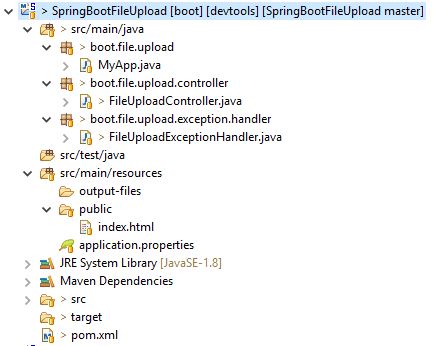 > SpringBootFileUpload [boot] [devtools] [SpringBootFileUpload master]
> src/main/java
> boot.file.upload
MyApp.java
> boot.file.upload.controller
> FileUploadController.java
> boot.file.upload.exception.handler
> FileUploadExceptionHandler.java
src/test/java
> src/main/resources
output-files
> public
> index.html
application.properties
JRE System Library [JavaSE-1.8]
Maven Dependencies
> src
> target
> pom.xml